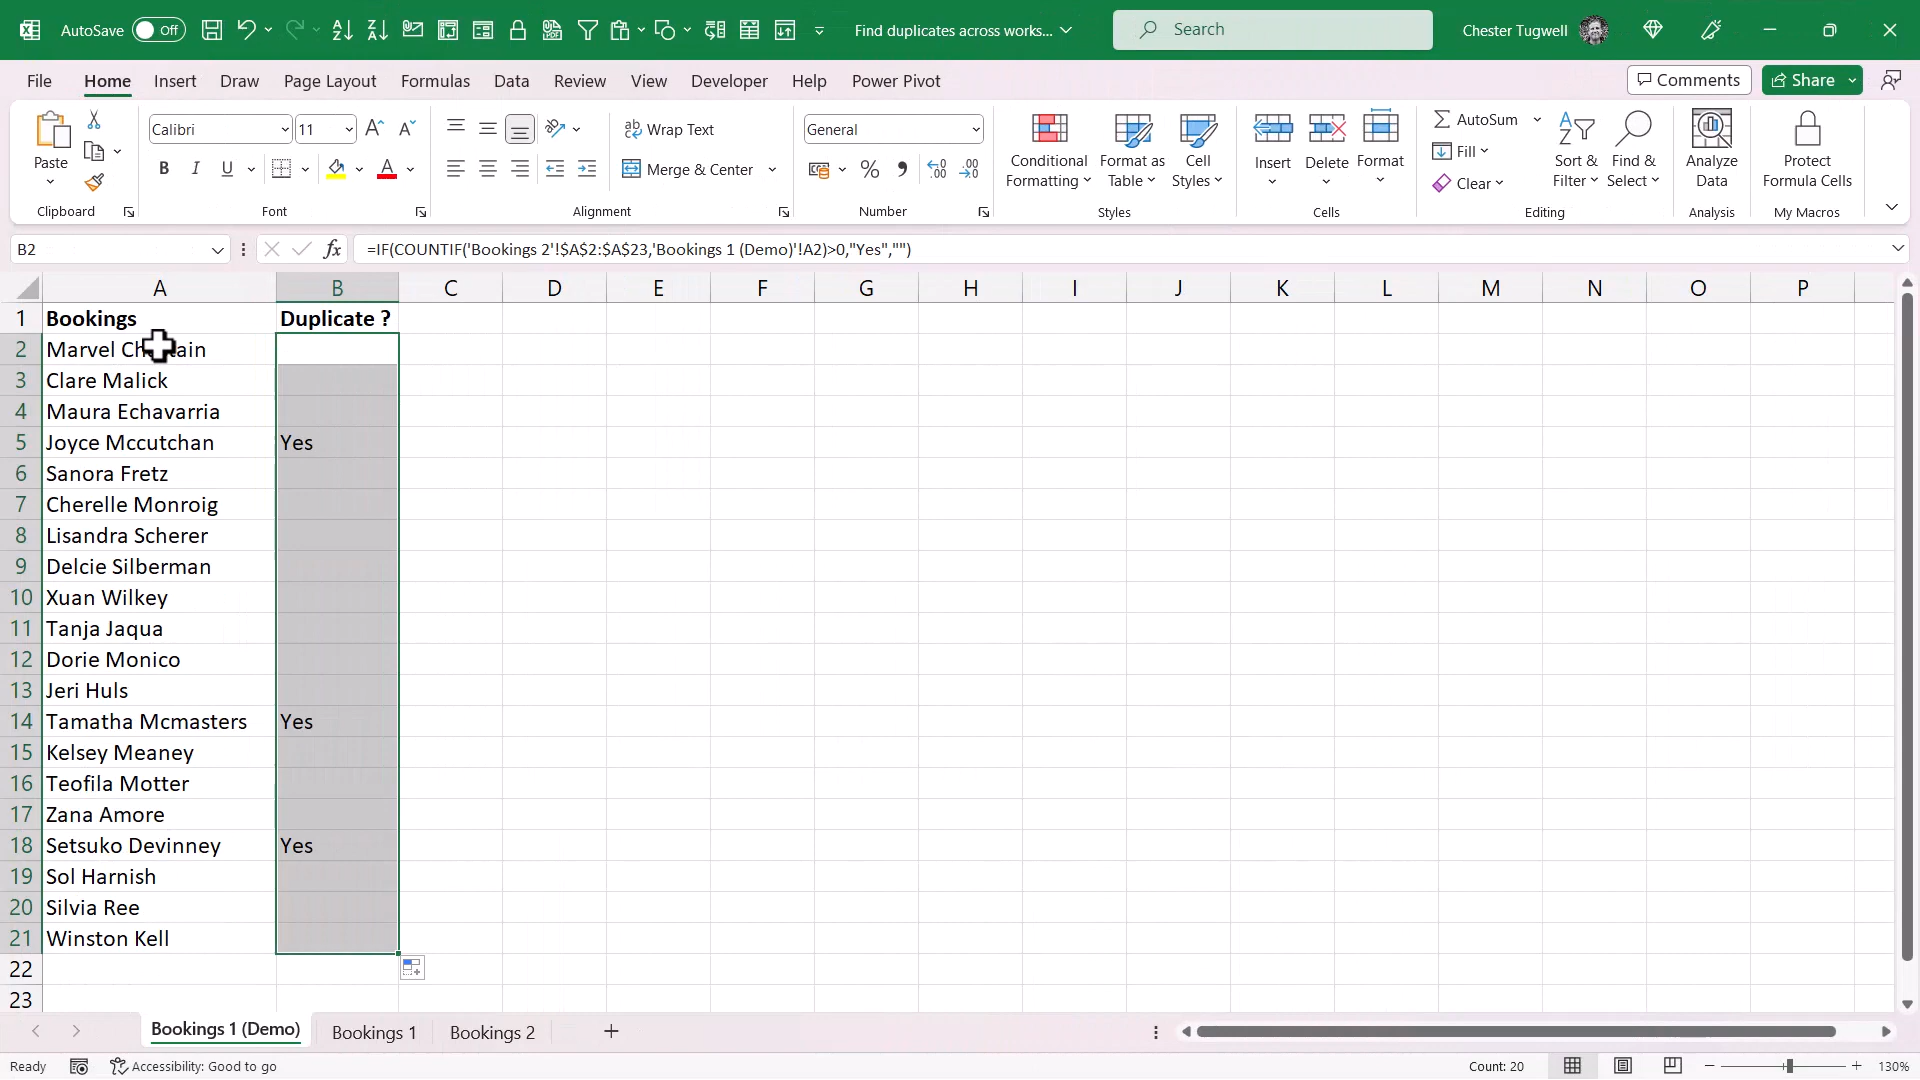 AutoSave Off Find duplicates across works... Search Chester Tugwell
File Home Insert Draw Page Layout Formulas Data Review View Developer Help Power Pivot Comments Share
Paste Calibri 11 Wrap Text General Conditional Formatting Format as Table Cell Styles Insert Delete Format AutoSum Sort & Filter Find & Select Analyze Data Protect Formula Cells
B I U Merge & Center % Fill
Clear
Clipboard Font Alignment Number Styles Cells Editing Analysis My Macros
B2 fx =IF(COUNTIF('Bookings 2'!$A$2:$A$23,'Bookings 1 (Demo)'!A2)>0,"Yes","")
A B C D E F G H I J K L M N O P
1 Bookings Duplicate ?
2 Marvel
3 Clare Malick
4 Maura Echavarria
5 Joyce Mccutchan Yes
6 Sanora Fretz
7 Cherelle Monroig
8 Lisandra Scherer
9 Delcie Silberman
10 Xuan Wilkey
11 Tanja Jaqua
12 Dorie Monico
13 Jeri Huls
14 Tamatha Mcmasters Yes
15 Kelsey Meaney
16 Teofila Motter
17 Zana Amore
18 Setsuko Devinney Yes
19 Sol Harnish
20 Silvia Ree
21 Winston Kell
22
23
Bookings 1 (Demo) Bookings 1 Bookings 2
Ready Accessibility: Good to go Count: 20 130%